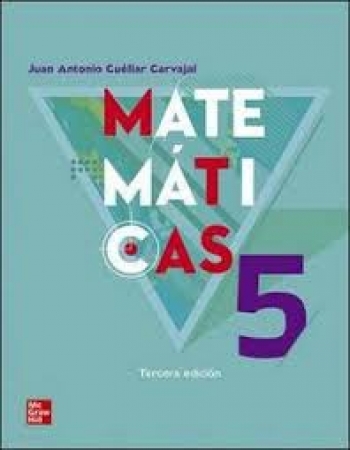 Juan Antonio Cuéllar Carvajal
MATE
MÁTI
CAS 5
Tercera edición
Mc
Graw
Hill